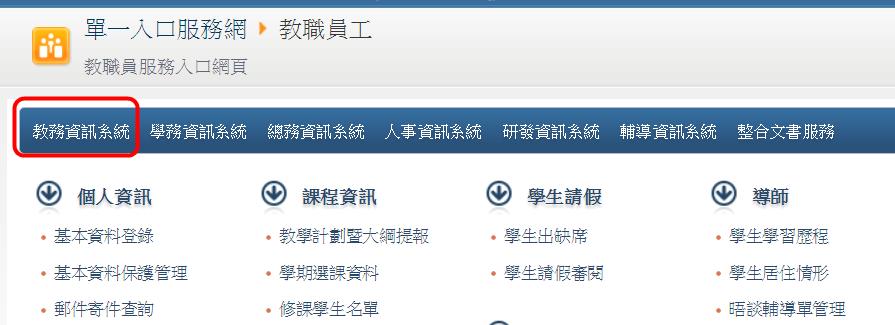 單一入口服務網 教職員工
教職員服務入口網頁
教務資訊系統 學務資訊系統 總務資訊系統 人事資訊系統 研發資訊系統 輔導資訊系統 整合文書服務
個人資訊 課程資訊 學生請假 導師
基本資料登錄 教學計劃暨大綱提報 學生出缺席 學生學習歷程
基本資料保護管理 學期選課資料 學生請假審閱 學生居住情形
郵件寄件查詢 修課學生名單 晤談輔導單管理